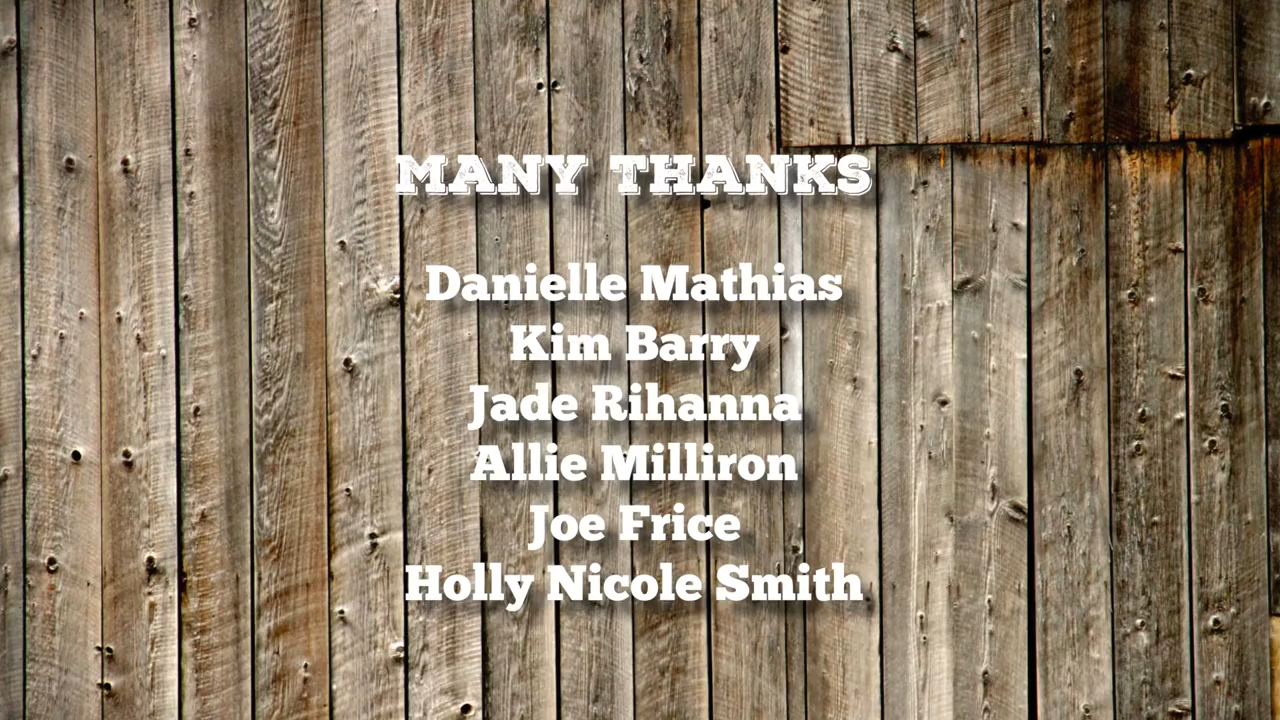 MANY THANKS
Danielle Mathias
Kim Barry
Jade Rihanna
Allie Milliron
Joe Frice
Holly Nicole Smith